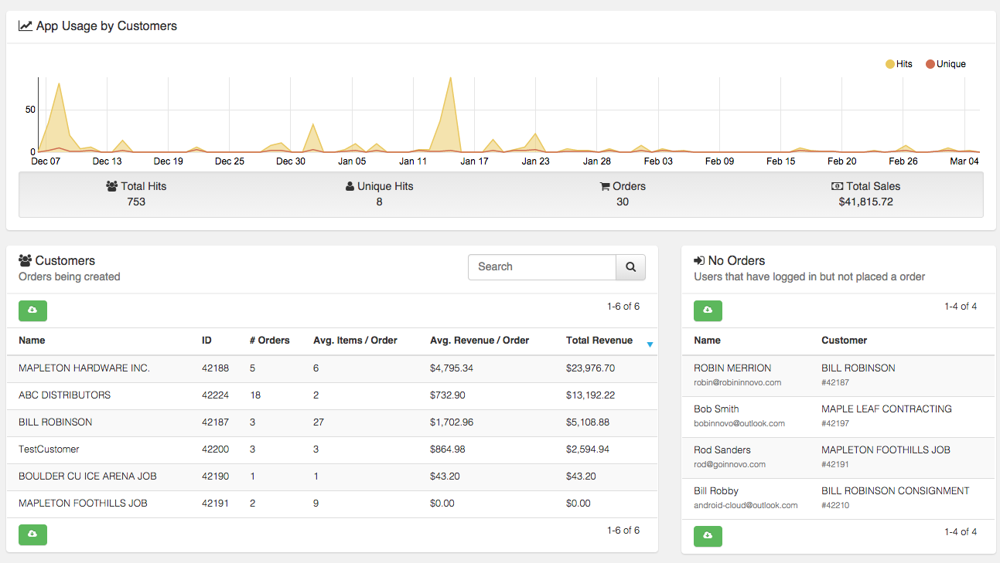 App Usage by Customers
Hits Unique
50
0
Dec 07 Dec 13 Dec 19 Dec 25 Dec 30 Jan 05 Jan 11 Jan 17 Jan 23 Jan 28 Feb 03 Feb 09 Feb 15 Feb 20 Feb 26 Mar 04
Total Hits Unique Hits Orders Total Sales
753 8 30 $41,815.72
Customers
Orders being created
Search
1-6 of 6
Name ID # Orders Avg. Items / Order Avg. Revenue / Order Total Revenue
MAPLETON HARDWARE INC. 42188 5 6 $4,795.34 $23,976.70
ABC DISTRIBUTORS 42224 18 2 $732.90 $13,192.22
BILL ROBINSON 42187 3 27 $1,702.96 $5,108.88
TestCustomer 42200 3 3 $864.98 $2,594.94
BOULDER CU ICE ARENA JOB 42190 1 1 $43.20 $43.20
MAPLETON FOOTHILLS JOB 42191 2 9 $0.00 $0.00
1-6 of 6
No Orders
Users that have logged in but not placed a order
1-4 of 4
Name Customer
ROBIN MERRION BILL ROBINSON
robin@robininnovo.com #42187
Bob Smith MAPLE LEAF CONTRACTING
bobinnovo@outlook.com #42197
Rod Sanders MAPLETON FOOTHILLS JOB
rod@goinnovo.com #42191
Bill Robby BILL ROBINSON CONSIGNMENT
android-cloud@outlook.com #42210
1-4 of 4